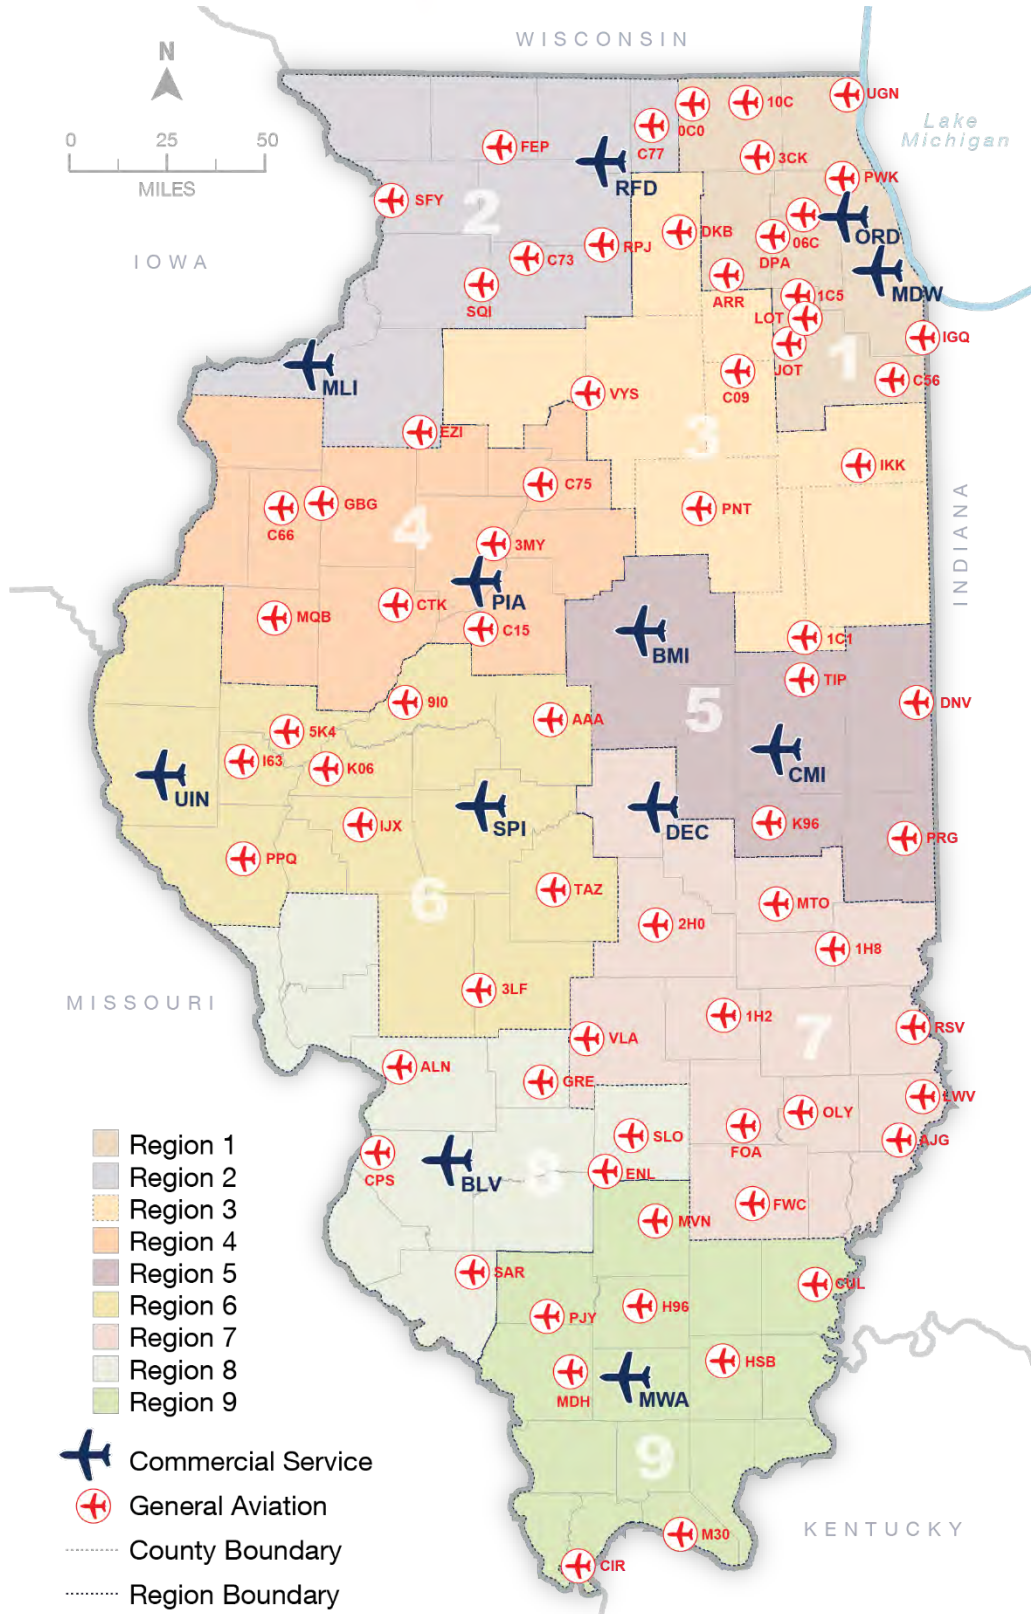 WISCONSIN
N
UGN
10C
0C0
Lake
Michigan
0 25 50
C77
FEP
3CK
MILES
RFD
PWK
SFY
2
DKB
ORD
06C
RPJ
DPA
IOWA
C73
MDW
ARR
SQI
1C5
LOT
IGQ
1
JOT
C56
MLI
C09
VYS
EZI
3
IKK
C75
GBG
PNT
C66
4
INDIANA
3MY
PIA
CTK
MQB
C15
BMI
1C1
TIP
9I0
5
DNV
AAA
5K4
I63
K06
CMI
UIN
SPI
DEC
IJX
K96
PRG
PPQ
TAZ
6
MTO
2H0
1H8
3LF
MISSOURI
1H2
RSV
VLA
7
ALN
GRE
LWV
OLY
SLO
FOA
AJG
Region 1
CPS
BLV
8
ENL
Region 2
FWC
Region 3
MVN
Region 4
SAR
Region 5
CUL
Region 6
H96
PJY
Region 7
HSB
Region 8
MDH
MWA
Region 9
9
Commercial Service
General Aviation
M30
KENTUCKY
County Boundary
CIR
Region Boundary